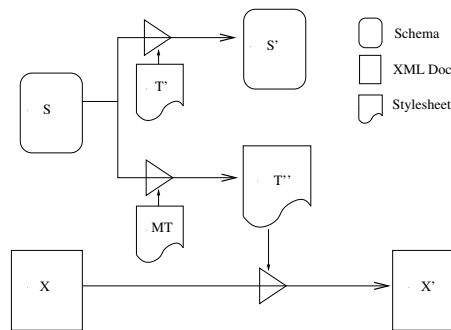 S'
Schema
XML Doc
T'
S
Stylesheet
T''
MT
X
X'